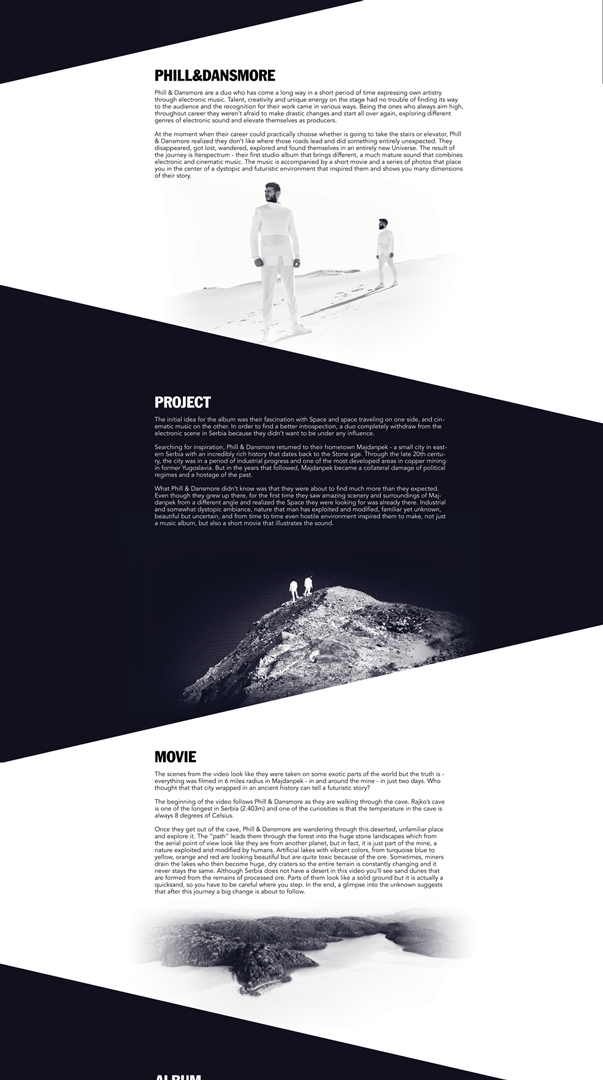 PHILL&DANSMORE
Phill & Dansmore are a duo who has come a long way in a short period of time expressing own artistry
through electronic music. Talent, creativity and unique energy on the stage had no trouble of finding its way
to the audience and the recognition for their work came in various ways. Being the ones who always aim high,
throughout career they weren't afraid to make drastic changes and start all over again, exploring different
genres of electronic sound and elevate themselves as producers.
At the moment when their career could practically choose whether is going to take the stairs or elevator, Phill
& Dansmore realized they don't like where those roads lead and did something entirely unexpected. They
disappeared, got lost, wandered, explored and found themselves in an entirely new Universe. The result of
the journey is Iterspectrum - their first studio album that brings different, a much mature sound that combines
electronic and cinematic music. The music is accompanied by a short movie and a series of photos that place
you in the center of a dystopic and futuristic environment that inspired them and shows you many dimensions
of their story.
PROJECT
The initial idea for the album was their fascination with Space and space traveling on one side, and cin-
ematic music on the other. In order to find a better introspection, a duo completely withdraw from the
electronic scene in Serbia because they didn't want to be under any influence.
Searching for inspiration, Phill & Dansmore returned to their hometown Majdanpek - a small city in east-
ern Serbia with an incredibly rich history that dates back to the Stone age. Through the late 20th centu-
ry, the city was in a period of industrial progress and one of the most developed areas in copper mining
in former Yugoslavia. But in the years that followed, Majdanpek became a collateral damage of political
regimes and a hostage of the past.
What Phill & Dansmore didn't know was that they were about to find much more than they expected.
Even though they grew up there, for the first time they saw amazing scenery and surroundings of Maj-
danpek from a different angle and realized the Space they were looking for was already there. Industrial
and somewhat dystopic ambiance, nature that man has exploited and modified, familiar yet unknown,
beautiful but uncertain, and from time to time even hostile environment inspired them to make, not just
a music album, but also a short movie that illustrates the sound.
MOVIE
The scenes from the video look like they were taken on some exotic parts of the world but the truth is -
everything was filmed in 6 miles radius in Majdanpek - in and around the mine - in just two days. Who
thought that that city wrapped in an ancient history can tell a futuristic story?
The beginning of the video follows Phill & Dansmore as they are walking through the cave. Rajko's cave
is one of the longest in Serbia (2.403m) and one of the curiosities is that the temperature in the cave is
always 8 degrees of Celsius.
Once they get out of the cave, Phill & Dansmore are wandering through this deserted, unfamiliar place
and explore it. The "path" leads them through the forest into the huge stone landscapes which from
the aerial point of view look like they are from another planet, but in fact, it is just part of the mine, a
nature exploited and modified by humans. Artificial lakes with vibrant colors, from turquoise blue to
yellow, orange and red are looking beautiful but are quite toxic because of the ore. Sometimes, miners
drain the lakes who then become huge, dry craters so the entire terrain is constantly changing and it
never stays the same. Although Serbia does not have a desert in this video you'll see sand dunes that
are formed from the remains of processed ore. Parts of them look like a solid ground but it is actually a
quicksand, so you have to be careful where you step. In the end, a glimpse into the unknown suggests
that after this journey a big change is about to follow.
ALBUM